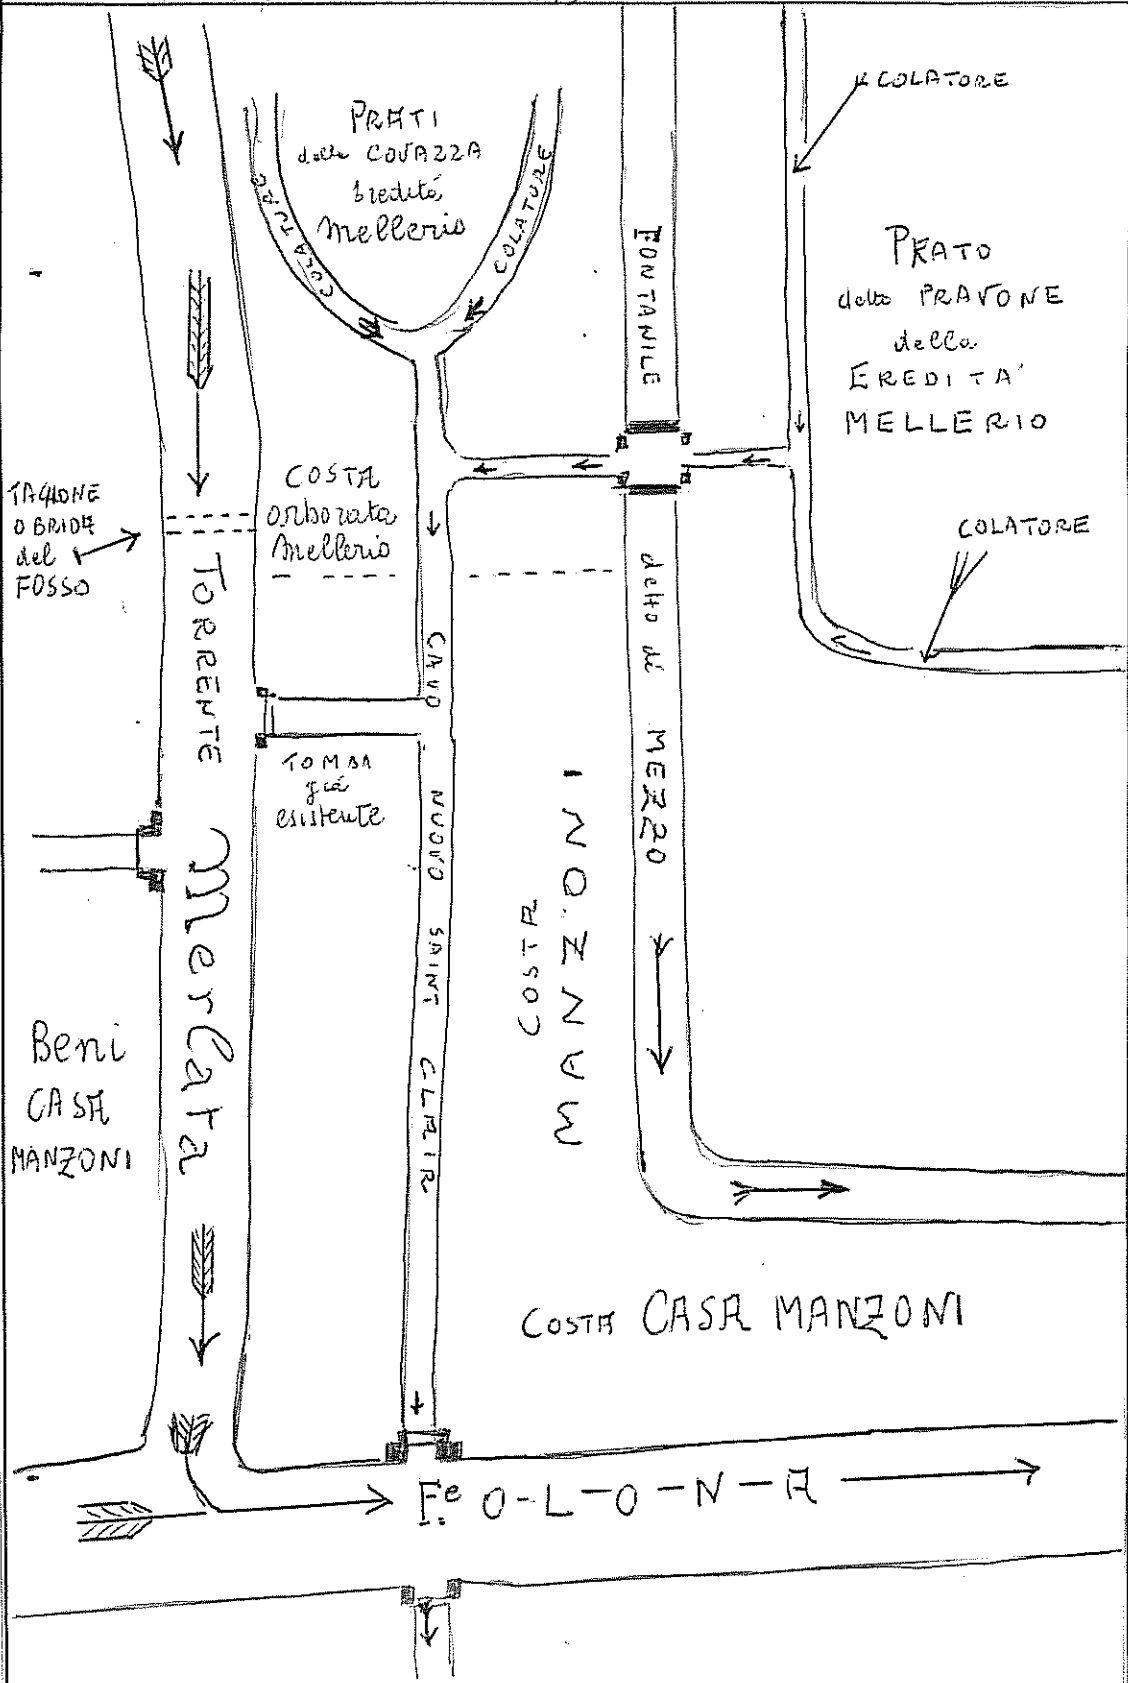 COLATORE
PRATI
della COVAZZA
Eredità
Mellerio
COLATURE
COLATURE
FONTANILE
PRATO
detto PRAVONE
della
EREDITA'
MELLERIO
COSTA
arborata
Mellerio
TAGLIONE
O BRIDA
del
FOSSO
COLATORE
TORRENTE
Merlata
CAVO
NUOVO SAINT CLAIR
detto di MEZZO
TOMBA
già
esistente
COSTA
MANZONI
Beni
CASA
MANZONI
COSTA CASA MANZONI
F.e O-L-O-N-A